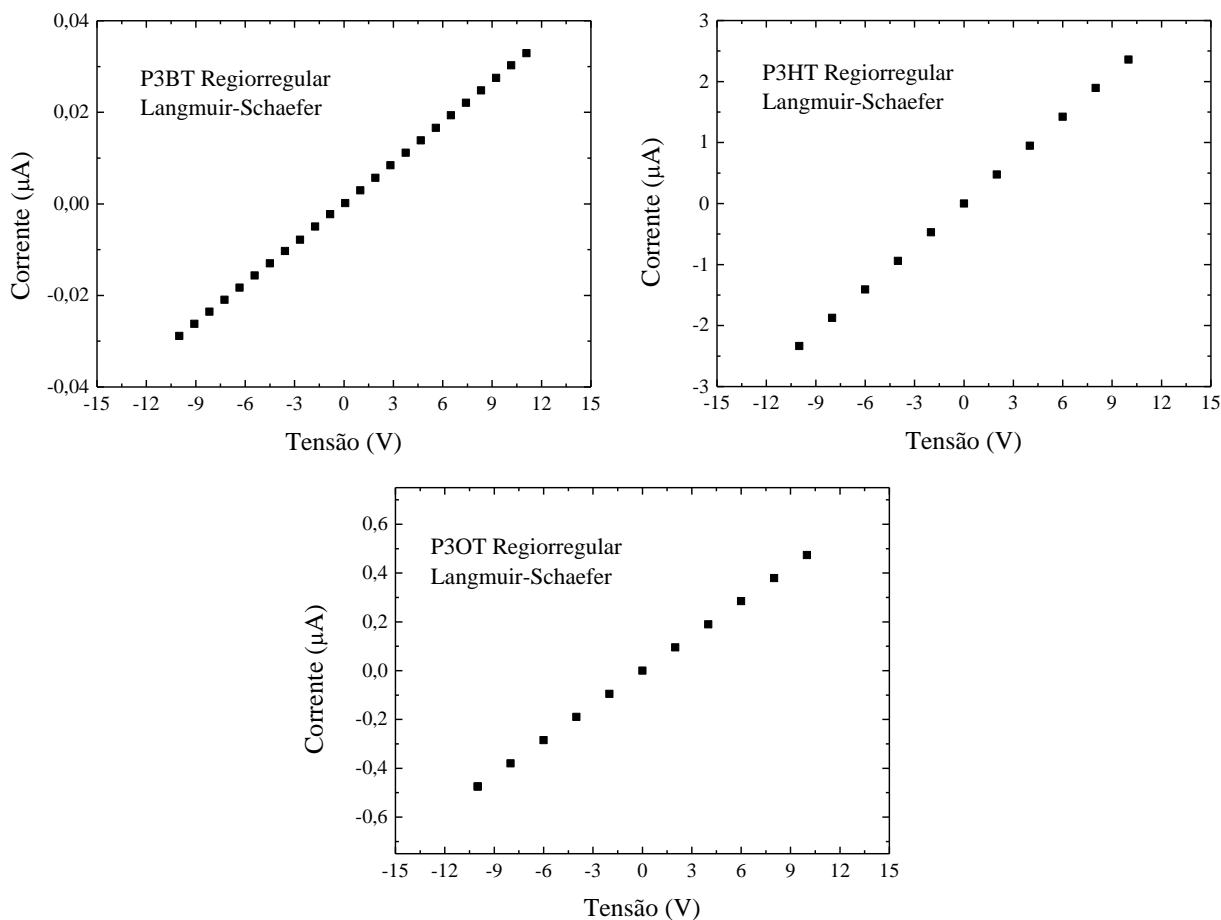 P3BT Regiorregular
Langmuir-Schaefer
0,04
0,02
0,00
-0,02
-0,04
Corrente (µA)
-15 -12 -9 -6 -3 0 3 6 9 12 15
Tensão (V)
P3HT Regiorregular
Langmuir-Schaefer
3
2
1
0
-1
-2
-3
Corrente (µA)
-15 -12 -9 -6 -3 0 3 6 9 12 15
Tensão (V)
P3OT Regiorregular
Langmuir-Schaefer
0,6
0,4
0,2
0,0
-0,2
-0,4
-0,6
Corrente (µA)
-15 -12 -9 -6 -3 0 3 6 9 12 15
Tensão (V)